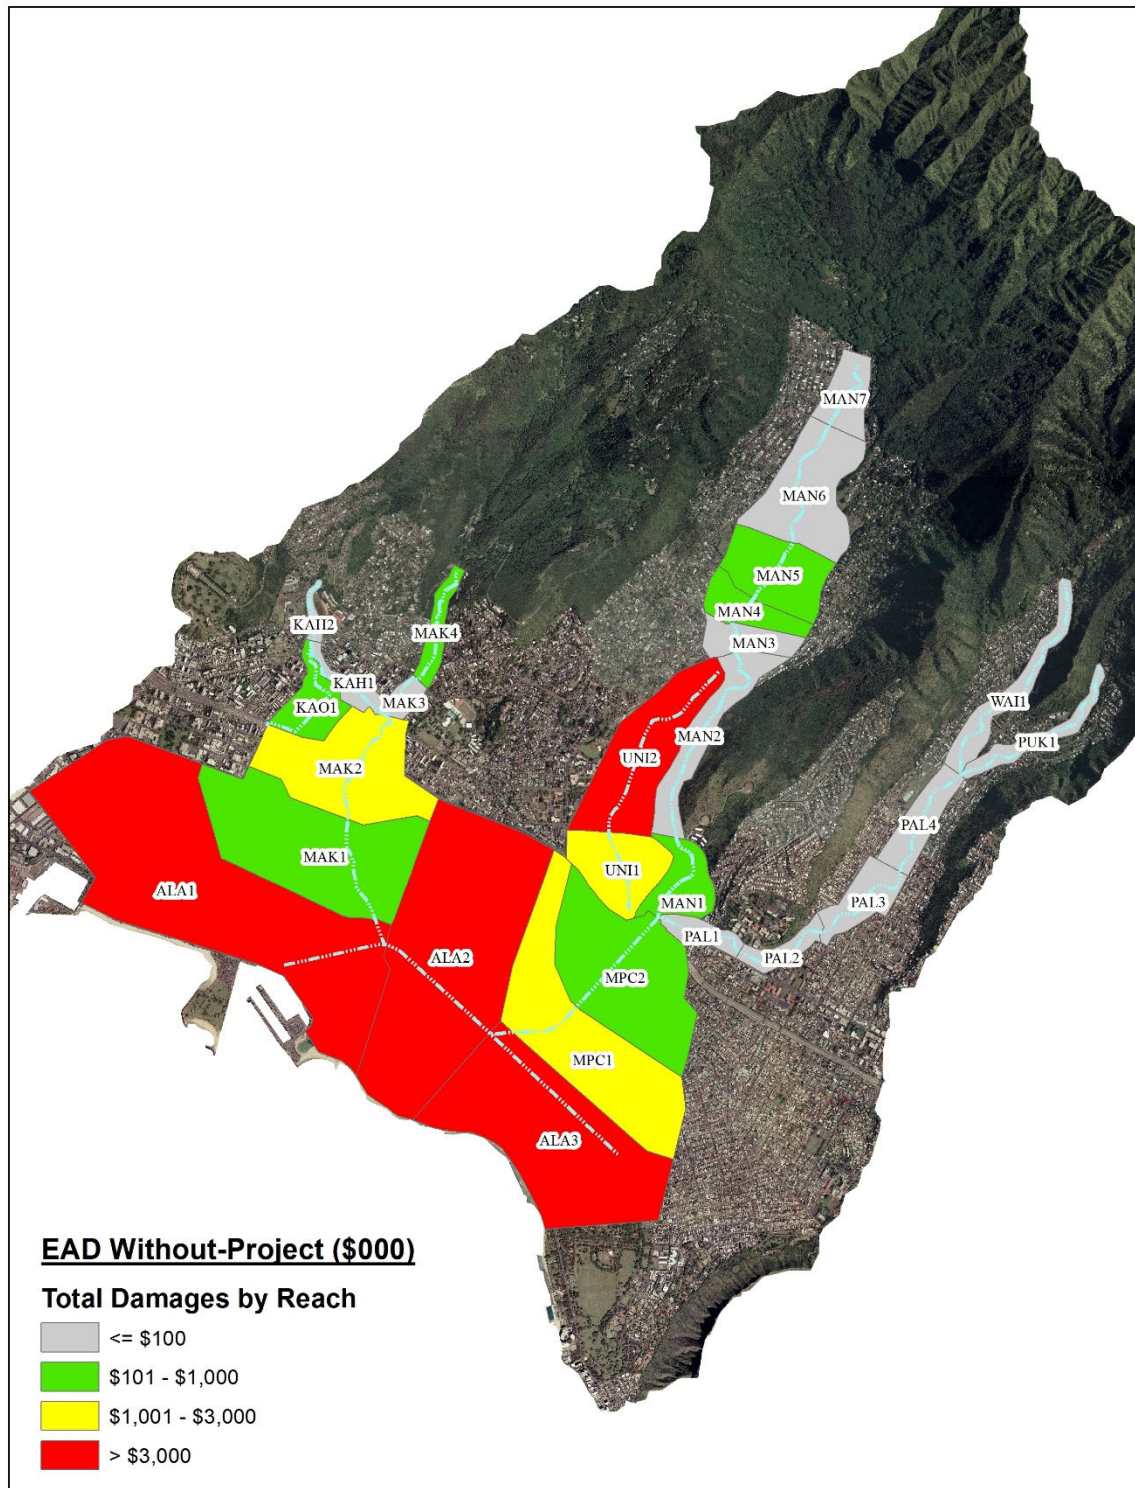 MAN7
MAN6
MAN5
MAN4
MAN3
KAH2
MAK4
KAH1
MAK3
KAO1
MAN2
UNI2
WAI1
PUK1
MAK2
PAL4
MAK1
UNI1
ALA1
MAN1
PAL3
PAL1
PAL2
ALA2
MPC2
MPC1
ALA3
EAD Without-Project ($000)
Total Damages by Reach
<= $100
$101 - $1,000
$1,001 - $3,000
> $3,000